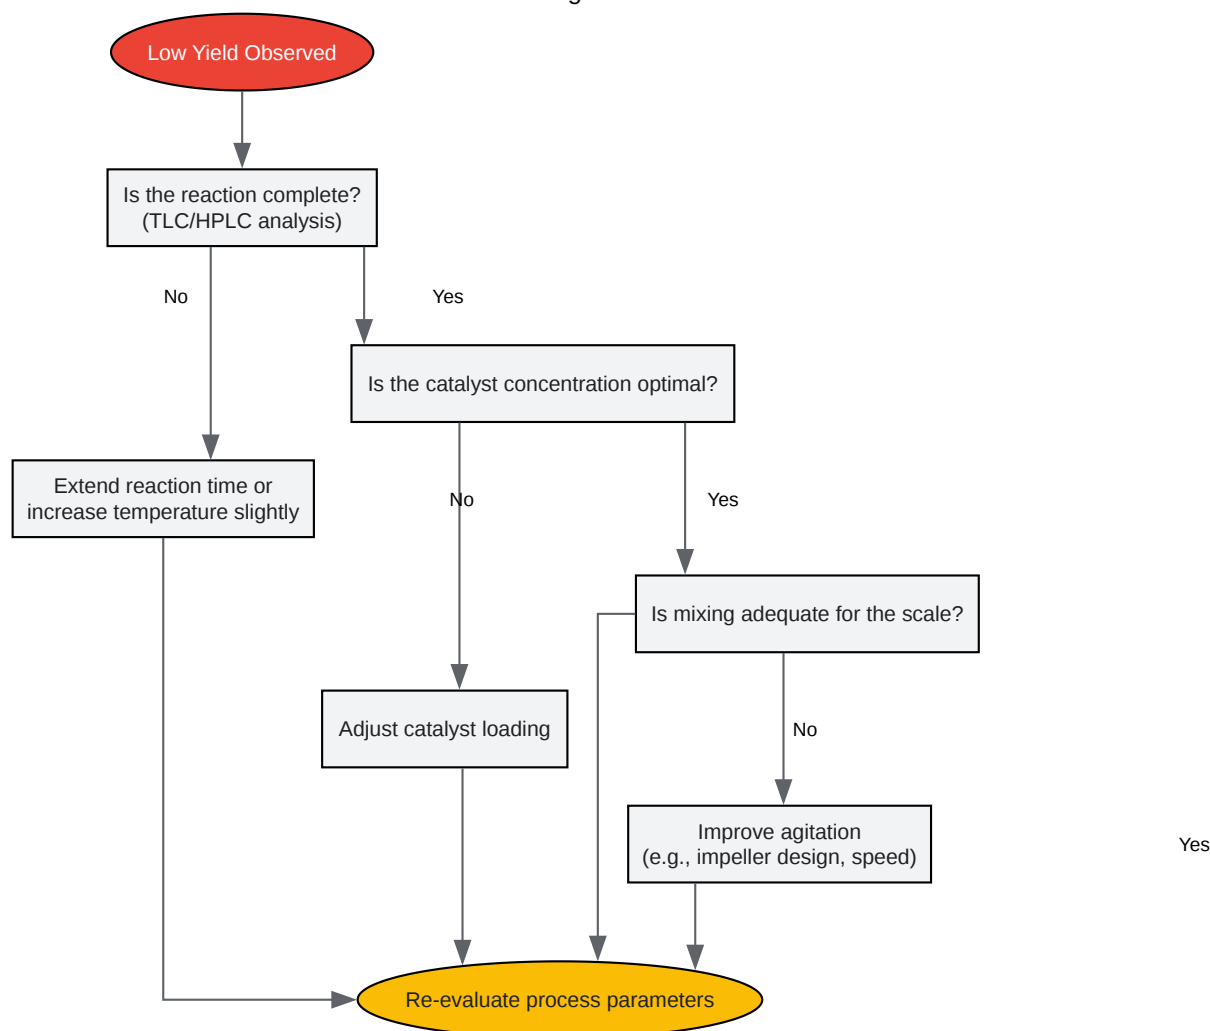 Low Yield Observed
Is the reaction complete?
(TLC/HPLC analysis)
No
Yes
Is the catalyst concentration optimal?
Extend reaction time or
increase temperature slightly
No
Yes
Is mixing adequate for the scale?
Adjust catalyst loading
No
Improve agitation
(e.g., impeller design, speed)
Yes
Re-evaluate process parameters